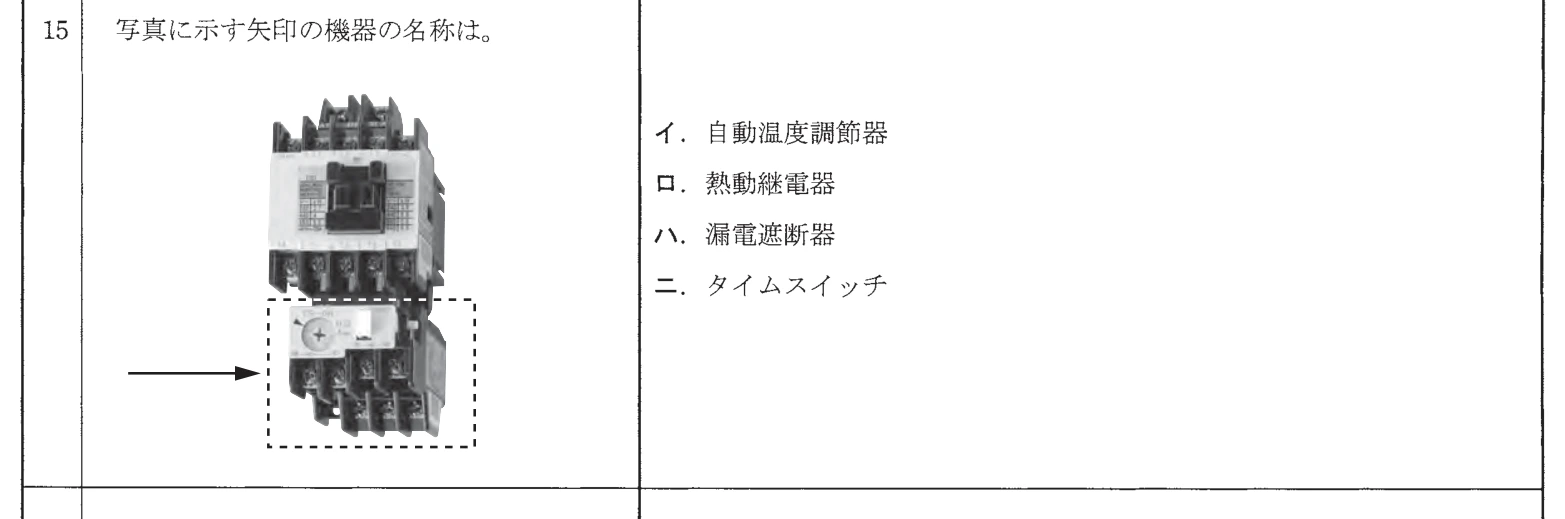 15 写真に示す矢印の機器の名称は。
イ. 自動温度調節器
ロ. 熱動継電器
ハ. 漏電遮断器
ニ. タイムスイッチ